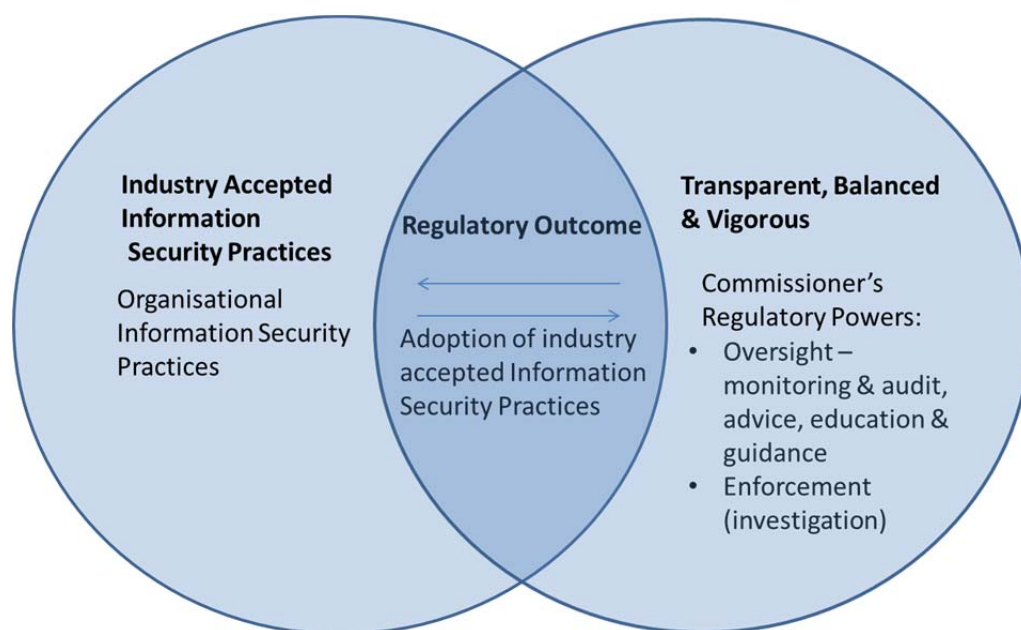 Industry Accepted
Information
Security Practices
Organisational
Information Security
Practices
Regulatory Outcome
Adoption of industry
accepted Information
Security Practices
Transparent, Balanced
& Vigorous
Commissioner’s
Regulatory Powers:
• Oversight –
monitoring & audit,
advice, education &
guidance
• Enforcement
(investigation)